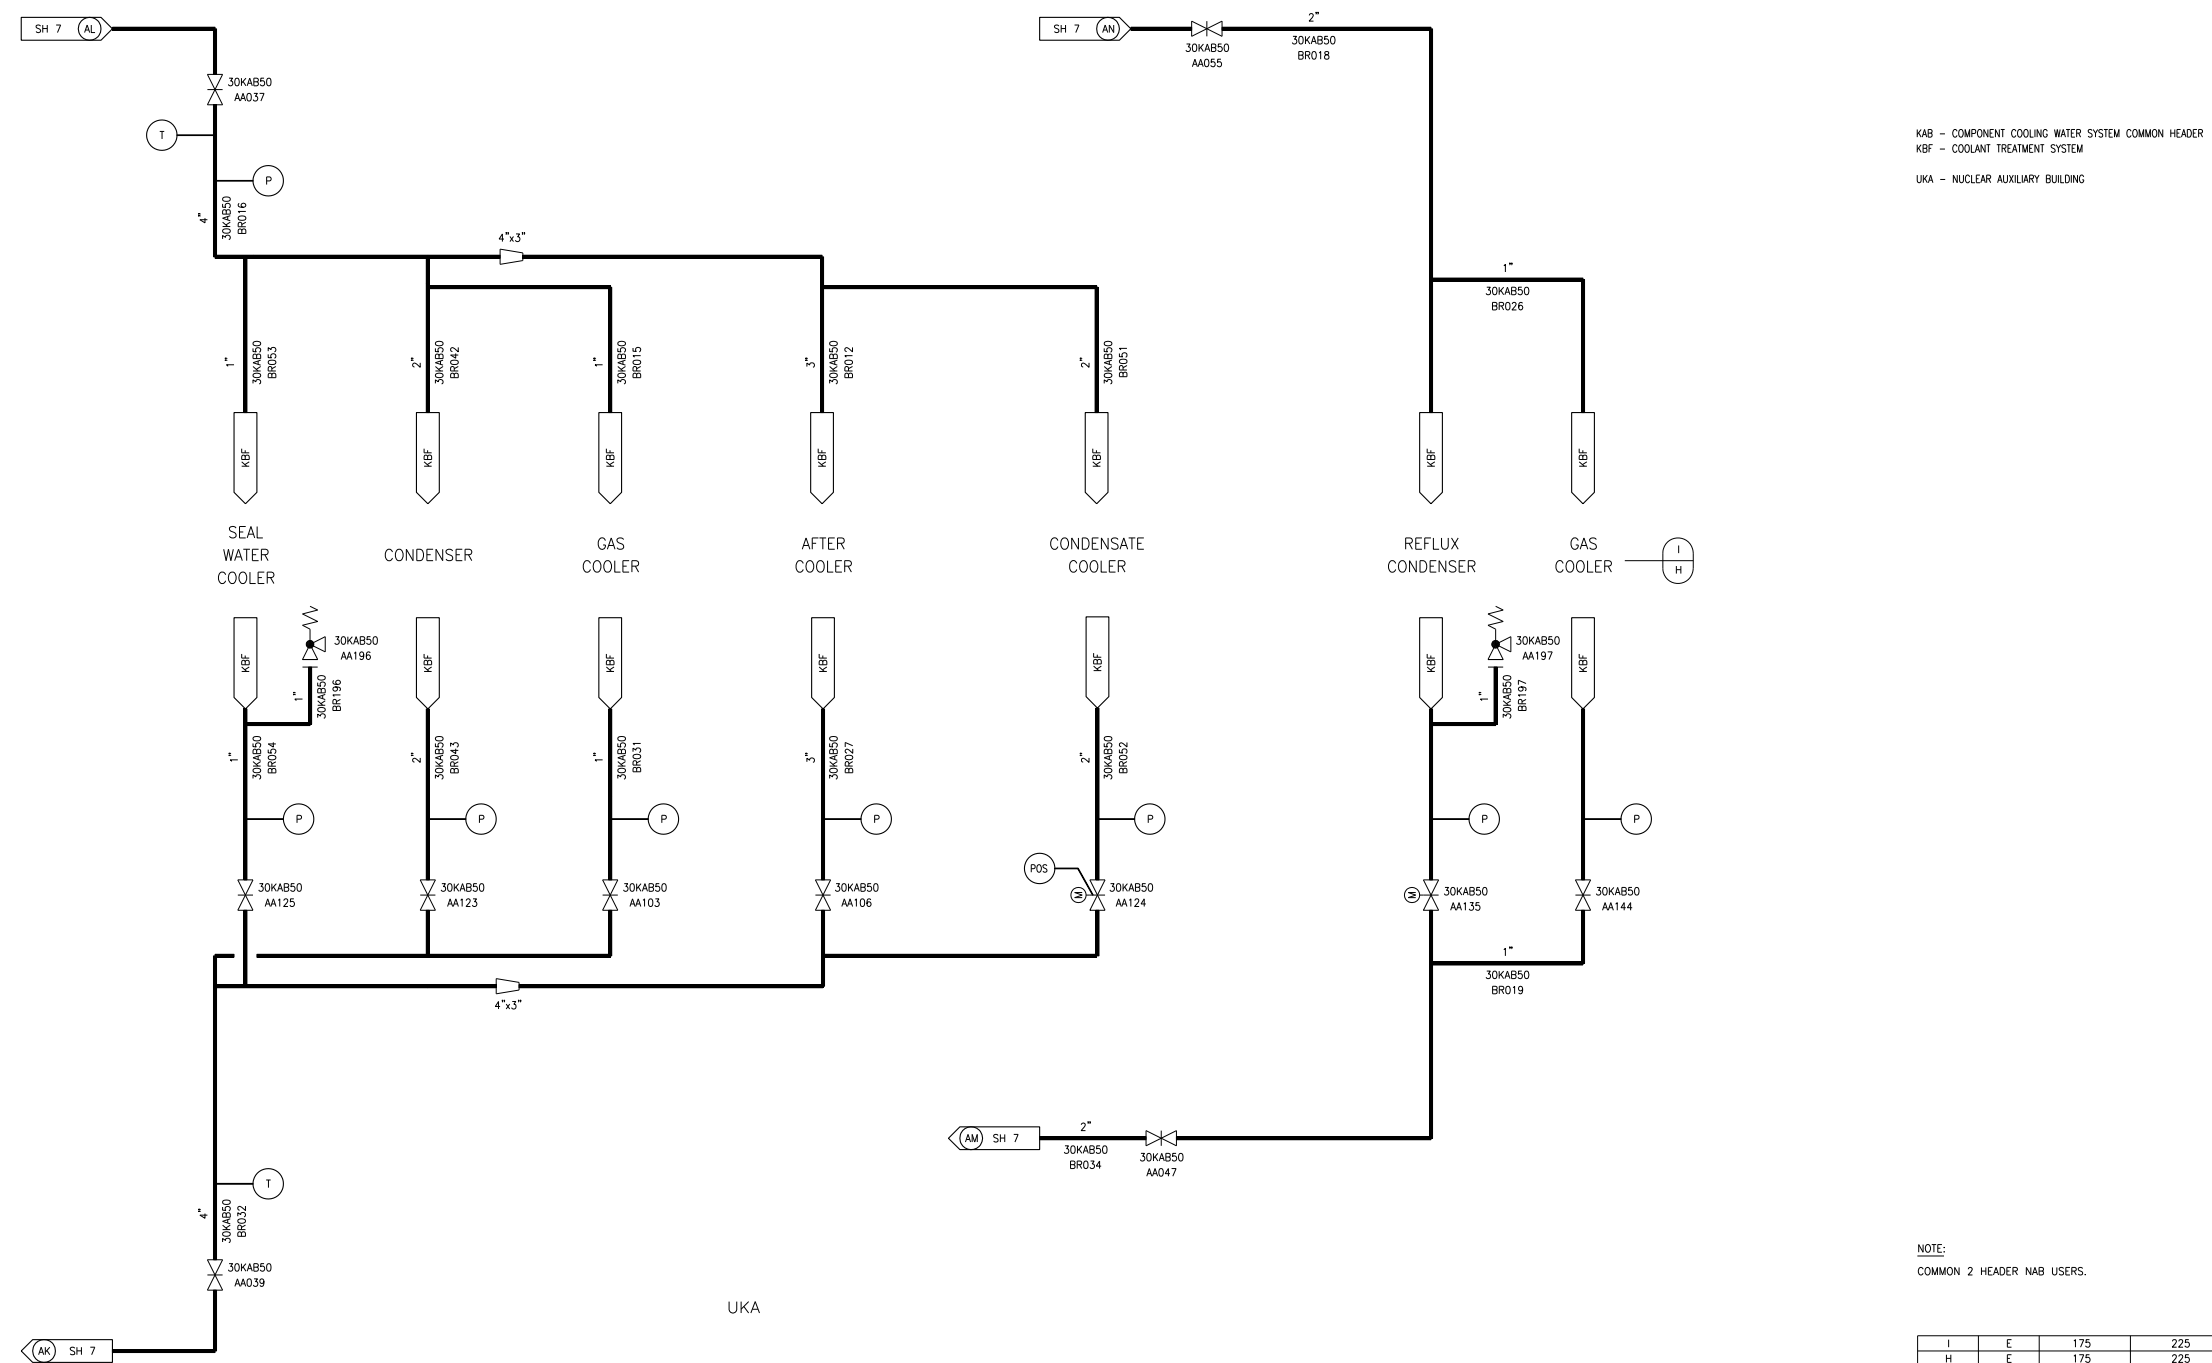 SH 7 AL
SH 7 AN
2"
30KAB50
AA055
30KAB50
BR018
30KAB50
AA037
T
P
4"
30KAB50
BR016
KAB - COMPONENT COOLING WATER SYSTEM COMMON HEADER
KBF - COOLANT TREATMENT SYSTEM
UKA - NUCLEAR AUXILIARY BUILDING
4"x3"
1"
30KAB50
BR026
1"
30KAB50
BR053
2"
30KAB50
BR042
1"
30KAB50
BR015
3"
30KAB50
BR012
2"
30KAB50
BR051
KBF
KBF
KBF
KBF
KBF
KBF
KBF
SEAL
WATER
COOLER
CONDENSER
GAS
COOLER
AFTER
COOLER
CONDENSATE
COOLER
REFLUX
CONDENSER
GAS
COOLER
I
H
KBF
KBF
KBF
KBF
KBF
KBF
KBF
30KAB50
AA196
1"
30KAB50
BR196
30KAB50
AA197
1"
30KAB50
BR197
1"
30KAB50
BR054
2"
30KAB50
BR043
1"
30KAB50
BR031
3"
30KAB50
BR027
2"
30KAB50
BR052
P
P
P
P
P
P
P
POS
M
M
30KAB50
AA125
30KAB50
AA123
30KAB50
AA103
30KAB50
AA106
30KAB50
AA124
30KAB50
AA135
30KAB50
AA144
4"x3"
1"
30KAB50
BR019
AM SH 7
2"
30KAB50
BR034
30KAB50
AA047
T
4"
30KAB50
BR032
30KAB50
AA039
AK SH 7
UKA
NOTE:
COMMON 2 HEADER NAB USERS.
I E 175 225
H E 175 225